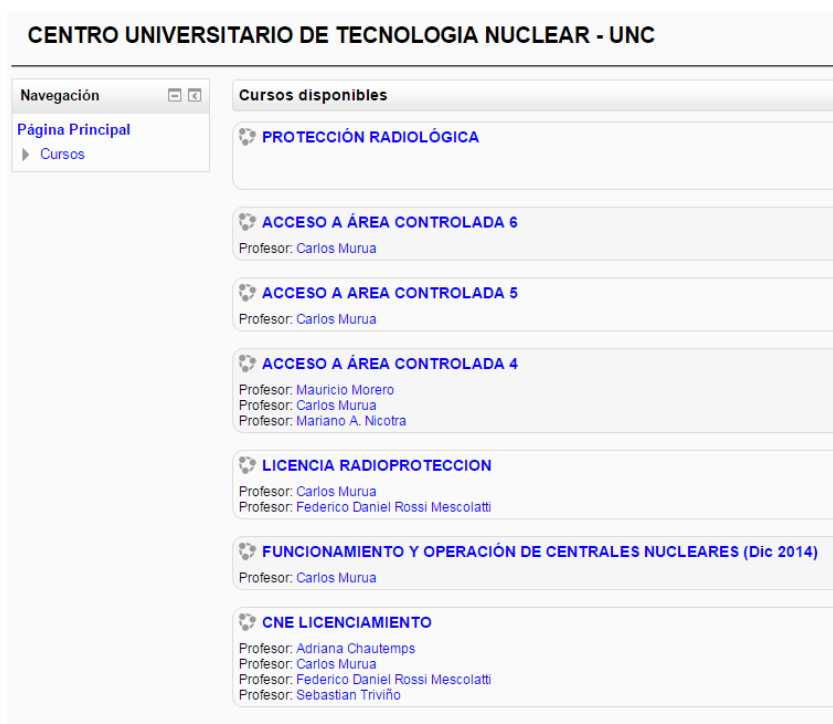 CENTRO UNIVERSITARIO DE TECNOLOGIA NUCLEAR - UNC
Navegación
Página Principal
Cursos
Cursos disponibles
PROTECCIÓN RADIOLÓGICA
ACCESO A ÁREA CONTROLADA 6
Profesor: Carlos Murua
ACCESO A AREA CONTROLADA 5
Profesor: Carlos Murua
ACCESO A ÁREA CONTROLADA 4
Profesor: Mauricio Morero
Profesor: Carlos Murua
Profesor: Mariano A. Nicotra
LICENCIA RADIOPROTECCION
Profesor: Carlos Murua
Profesor: Federico Daniel Rossi Mescolatti
FUNCIONAMIENTO Y OPERACIÓN DE CENTRALES NUCLEARES (Dic 2014)
Profesor: Carlos Murua
CNE LICENCIAMIENTO
Profesor: Adriana Chautemps
Profesor: Carlos Murua
Profesor: Federico Daniel Rossi Mescolatti
Profesor: Sebastian Triviño